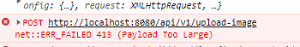 onfig: {…}, request: XMLHttpRequest, …}
POST http://localhost:8080/api/v1/upload-image
net::ERR_FAILED 413 (Payload Too Large)